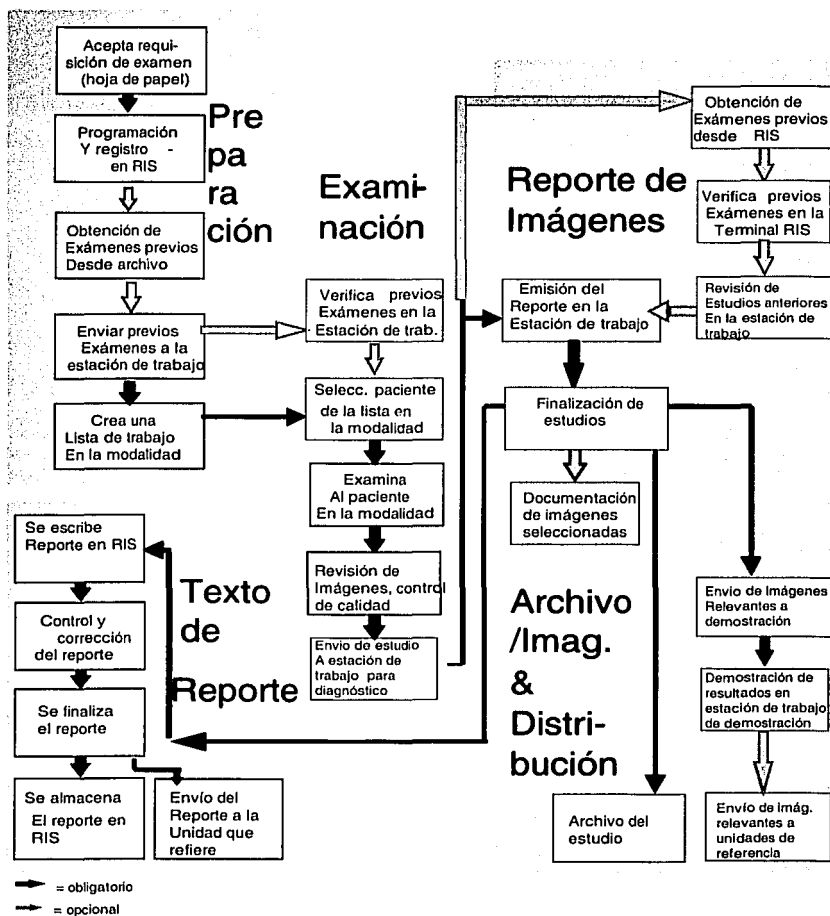 Acepta requi-
sición de examen
(hoja de papel)
Programación
Y registro -
en RIS
Obtención de
Exámenes previos
Desde archivo
Enviar previos
Exámenes a la
estación de trabajo
Crea una
Lista de trabajo
En la modalidad
Pre
pa
ra
ción
Exami-
nación
Verifica previos
Exámenes en la
Estación de trab.
Selecc. paciente
de la lista en
la modalidad
Examina
Al paciente
En la modalidad
Revisión de
Imágenes, control
de calidad
Envio de estudio
A estación de
trabajo para
diagnóstico
Reporte de
Imágenes
Obtención de
Exámenes previos
desde RIS
Verifica previos
Exámenes en la
Terminal RIS
Revisión de
Estudios anteriores
En la estación de
trabajo
Emisión del
Reporte en la
Estación de trabajo
Finalización de
estudios
Documentación
de imágenes
seleccionadas
Texto
de
Reporte
Se escribe
Reporte en RIS
Control y
corrección
del reporte
Se finaliza
el reporte
Se almacena
El reporte en
RIS
Envío del
Reporte a la
Unidad que
refiere
Archivo
/Imag.
&
Distri-
bución
Archivo del
estudio
Envio de Imágenes
Relevantes a
demostración
Demostración de
resultados en
estación de trabajo
de demostración
Envío de imág.
relevantes a
unidades de
referencia
= obligatorio
= opcional